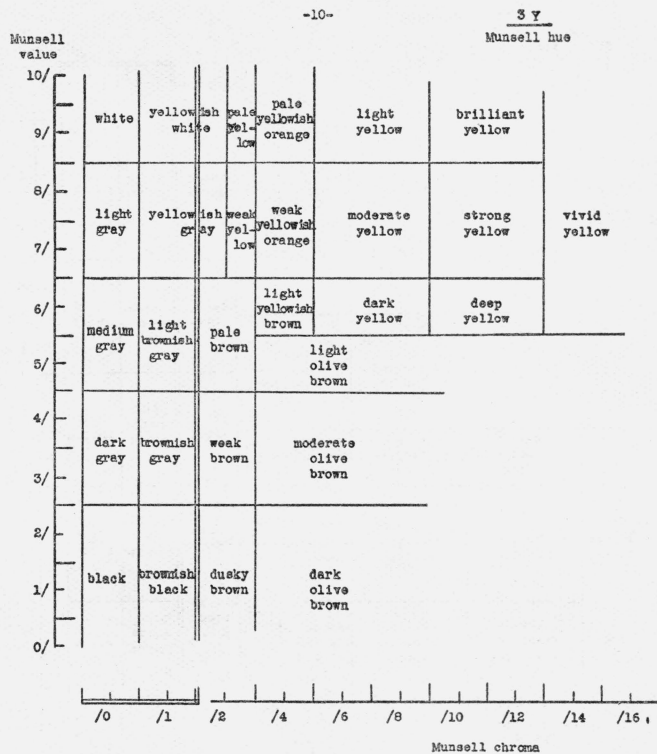 -10-
3 Y
Munsell hue
Munsell
value
10/
9/
8/
7/
6/
5/
4/
3/
2/
1/
0/
white
yellowish
white
pale
yel-
low
pale
yellowish
orange
light
yellow
brilliant
yellow
light
gray
yellowish
gray
weak
yel-
low
weak
yellowish
orange
moderate
yellow
strong
yellow
vivid
yellow
medium
gray
light
brownish
gray
pale
brown
light
yellowish
brown
dark
yellow
deep
yellow
light
olive
brown
dark
gray
brownish
gray
weak
brown
moderate
olive
brown
black
brownish
black
dusky
brown
dark
olive
brown
/0 /1 /2 /4 /6 /8 /10 /12 /14 /16
Munsell chroma